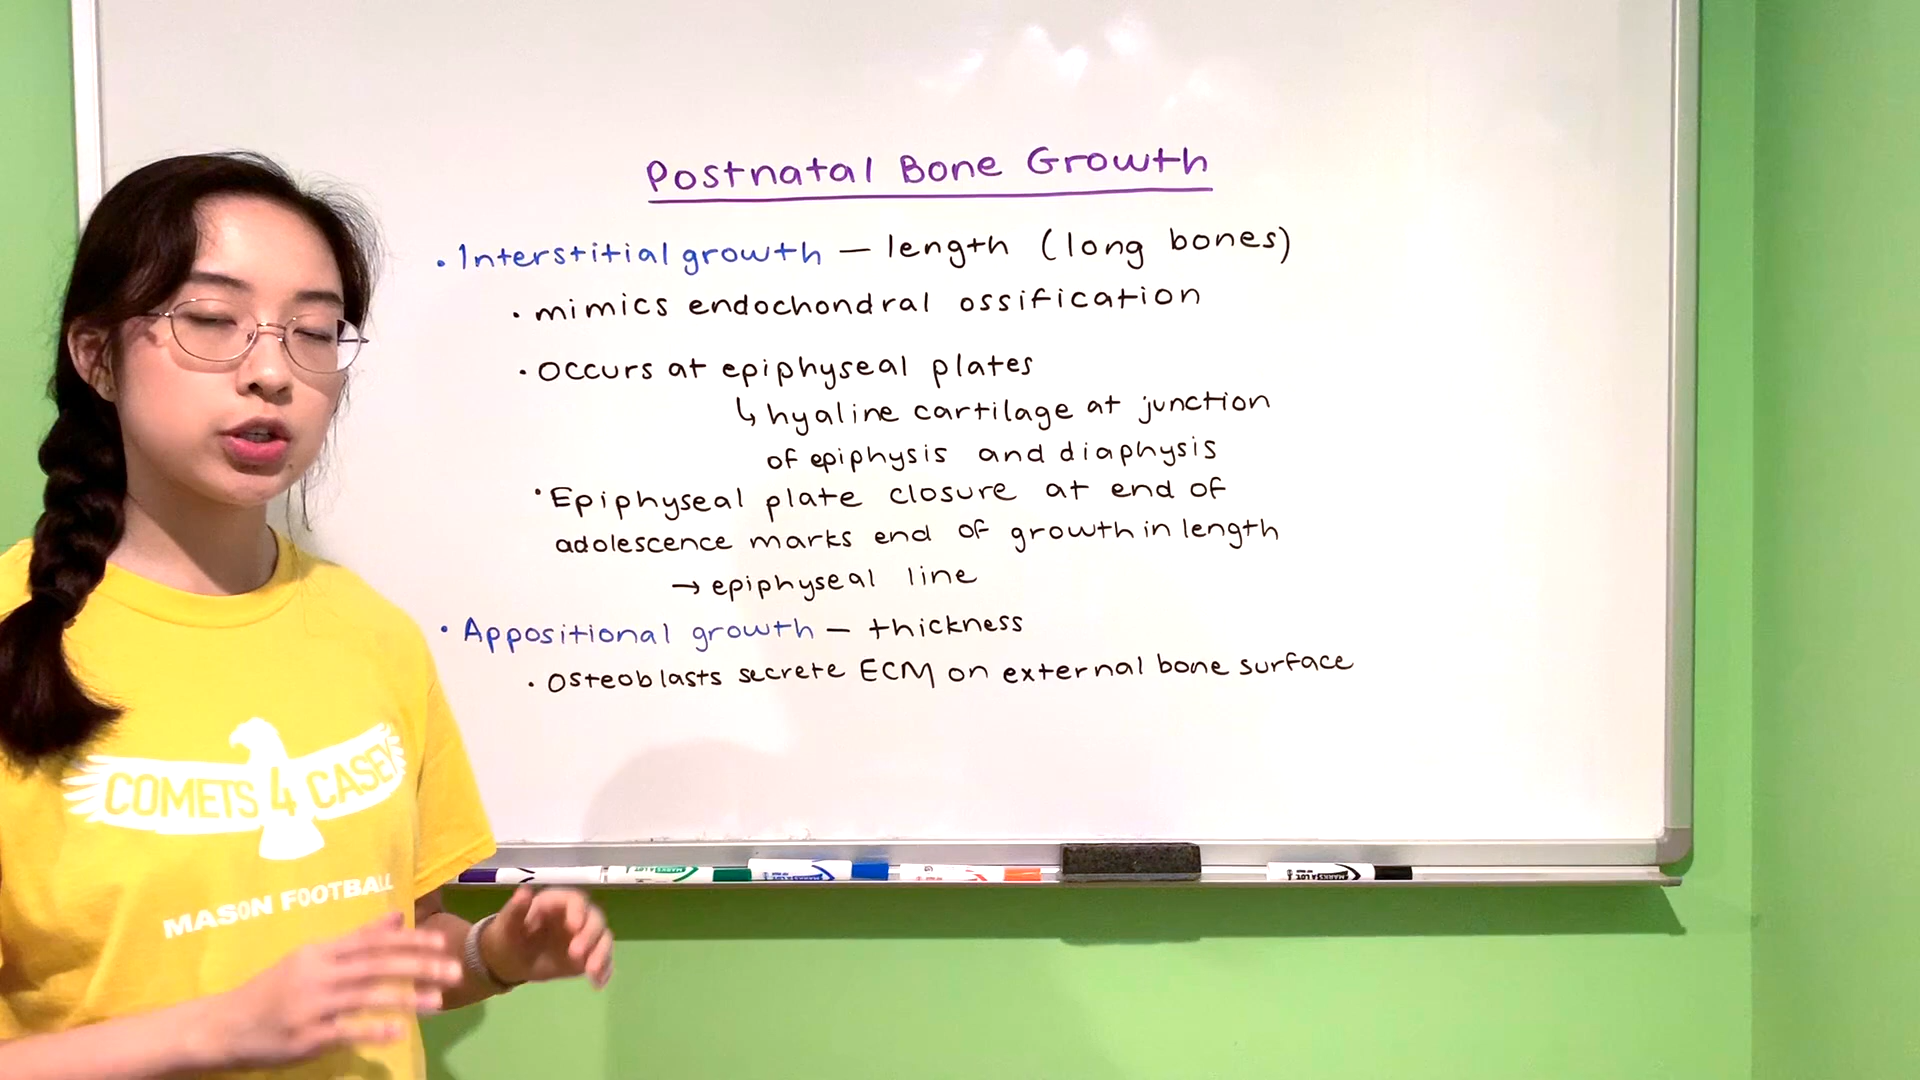 Postnatal Bone Growth
• Interstitial growth — length (long bones)
• mimics endochondral ossification
• occurs at epiphyseal plates
↳ hyaline cartilage at junction
of epiphysis and diaphysis
• Epiphyseal plate closure at end of
adolescence marks end of growth in length
→ epiphyseal line
• Appositional growth — thickness
• Osteoblasts secrete ECM on external bone surface
COMETS 4 CASEY
MASON FOOTBALL